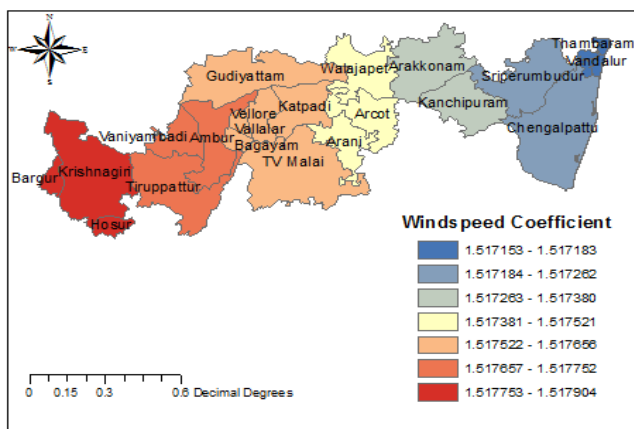 N
W E
S
Thambaram
Vandalur
Walajapet
Arakkonam
Gudiyattam
Sriperumbudur
Katpadi
Kanchipuram
Vellore
Arcot
Chengalpattu
Vallalar
Vaniyambadi
Ambur
Bagayam
Arani
TV Malai
Bargur
Krishnagiri
Tiruppattur
Hosur
Windspeed Coefficient
1.517153 - 1.517183
1.517184 - 1.517262
1.517263 - 1.517380
1.517381 - 1.517521
1.517522 - 1.517656
1.517657 - 1.517752
1.517753 - 1.517904
0 0.15 0.3 0.6 Decimal Degrees